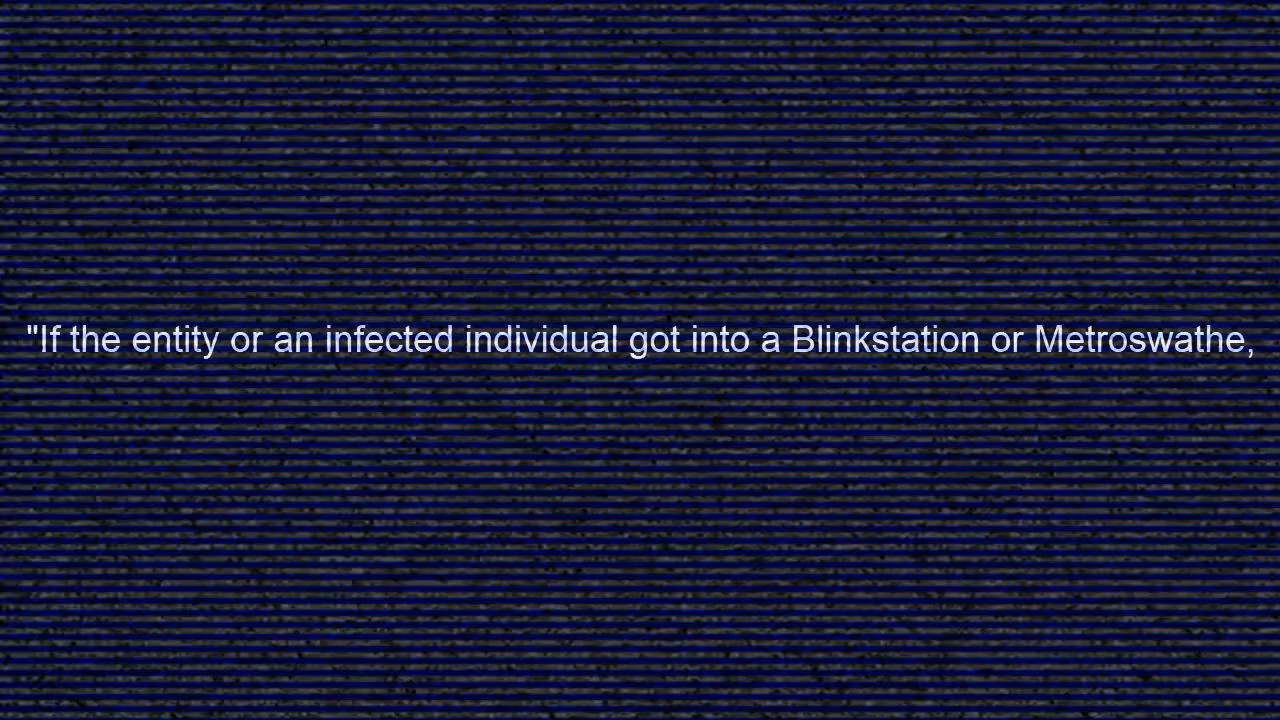 "If the entity or an infected individual got into a Blinkstation or Metroswathe,